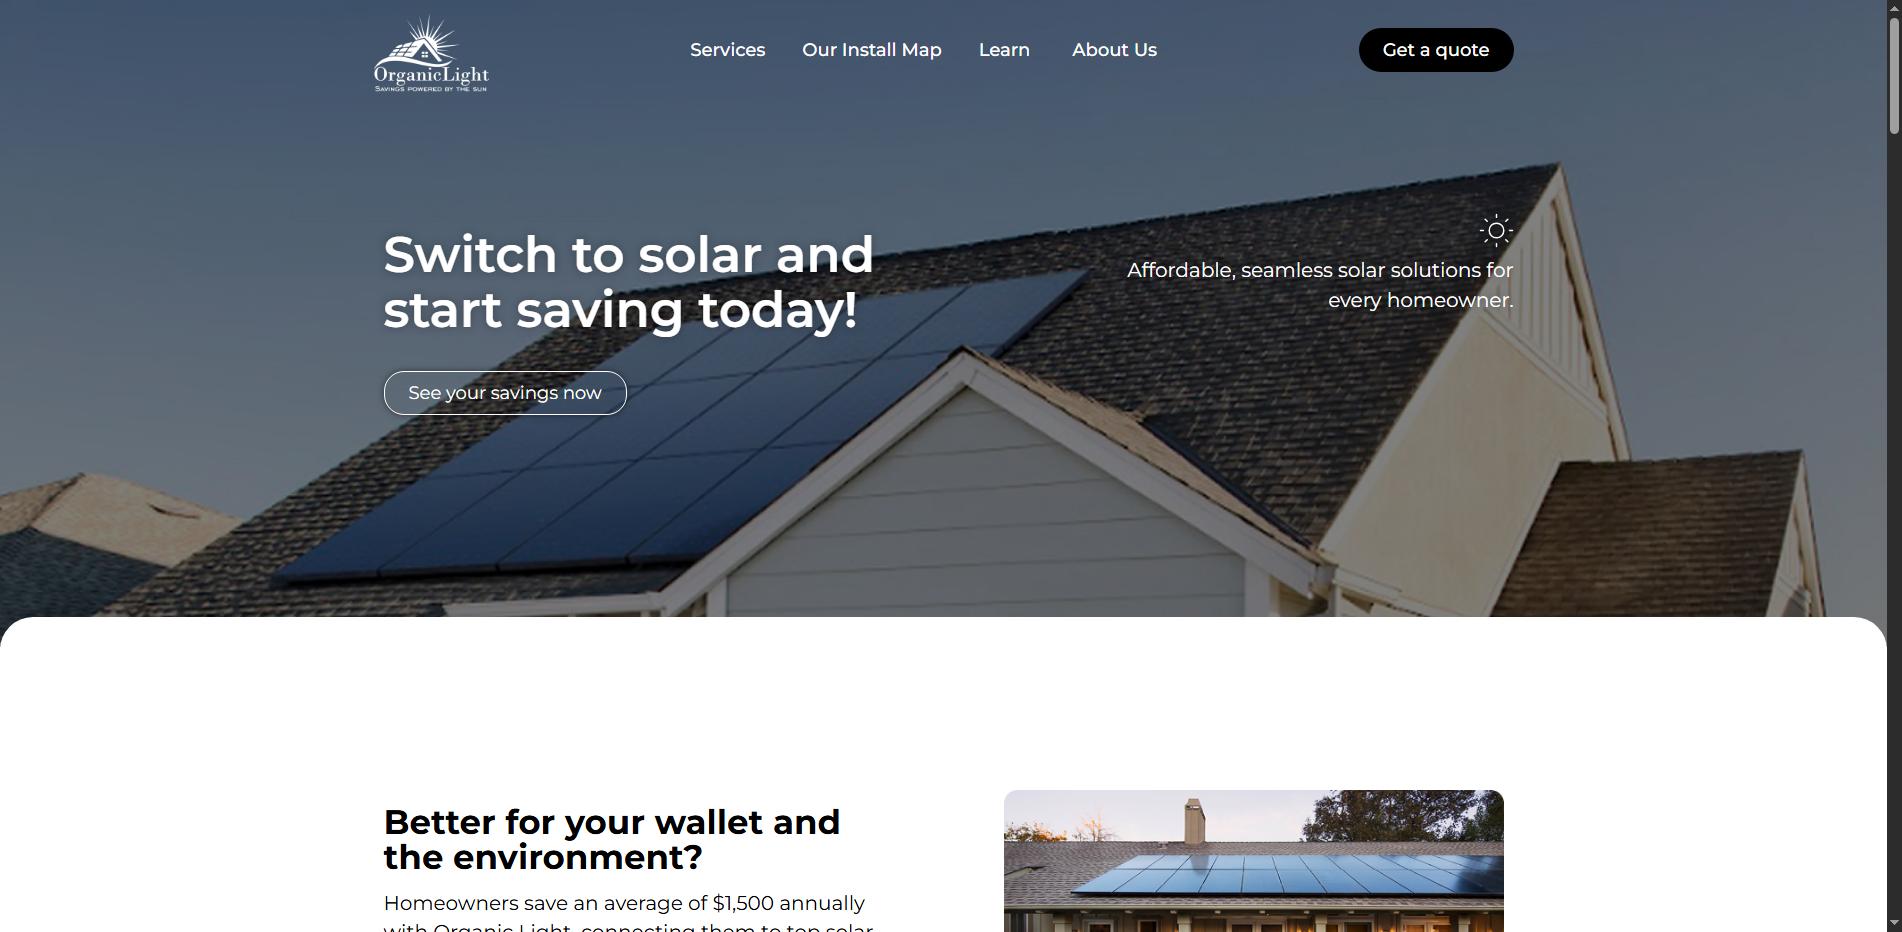 OrganicLight
SAVINGS POWERED BY THE SUN
Services
Our Install Map
Learn
About Us
Get a quote
Switch to solar and
start saving today!
See your savings now
Affordable, seamless solar solutions for
every homeowner.
Better for your wallet and
the environment?
Homeowners save an average of $1,500 annually
with Organic Light, connecting them to top solar